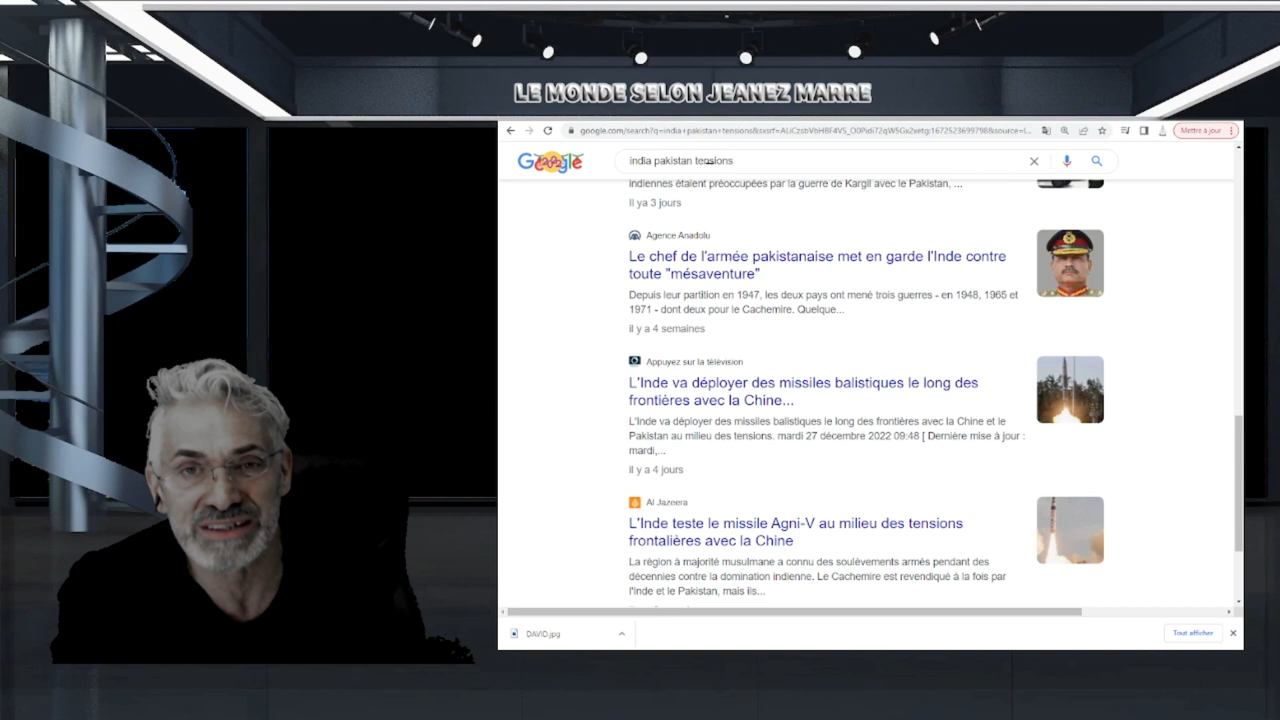 LE MONDE SELON JEANEZ MARRE
Mettre à jour
Google
india pakistan tensions
indiennes étaient préoccupées par la guerre de Kargil avec le Pakistan, ...
Il ya 3 jours
Agence Anadolu
Le chef de l'armée pakistanaise met en garde l'Inde contre
toute "mésaventure"
Depuis leur partition en 1947, les deux pays ont mené trois guerres - en 1948, 1965 et
1971 - dont deux pour le Cachemire. Quelque...
il y a 4 semaines
Appuyez sur la télévision
L'Inde va déployer des missiles balistiques le long des
frontières avec la Chine...
L'Inde va déployer des missiles balistiques le long des frontières avec la Chine et le
Pakistan au milieu des tensions. mardi 27 décembre 2022 09:48 [ Dernière mise à jour :
mardi,...
il y a 4 jours
Al Jazeera
L'Inde teste le missile Agni-V au milieu des tensions
frontalières avec la Chine
La région à majorité musulmane a connu des soulèvements armés pendant des
décennies contre la domination indienne. Le Cachemire est revendiqué à la fois par
l'Inde et le Pakistan, mais ils...
DAVID.jpg
Tout afficher